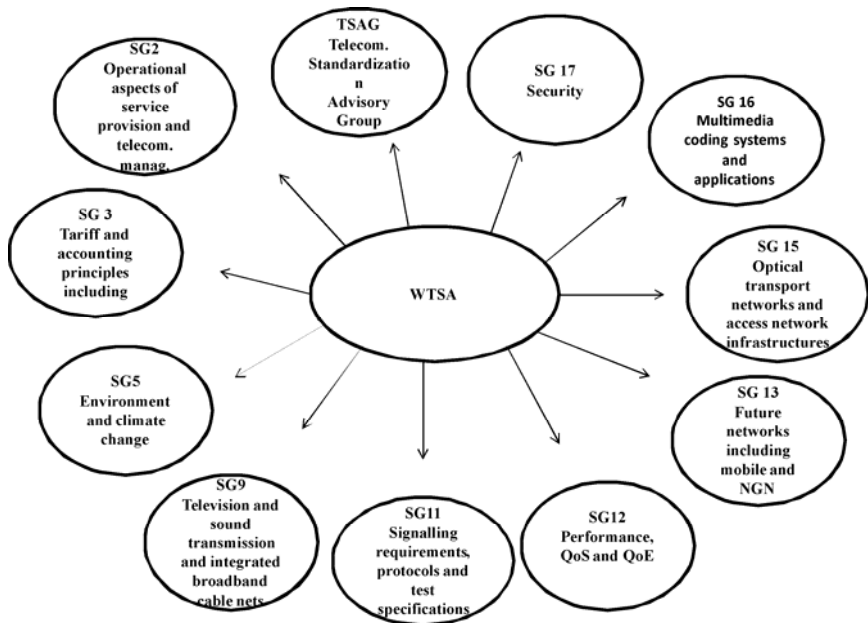 SG2
Operational
aspects of
service
provision and
telecom.
manag.
TSAG
Telecom.
Standardizatio
n
Advisory
Group
SG 17
Security
SG 16
Multimedia
coding systems
and
applications
SG 3
Tariff and
accounting
principles
including
WTSA
SG 15
Optical
transport
networks and
access network
infrastructures
SG5
Environment
and climate
change
SG 13
Future
networks
including
mobile and
NGN
SG9
Television and
sound
transmission
and integrated
broadband
cable nets
SG11
Signalling
requirements,
protocols and
test
specifications
SG12
Performance,
QoS and QoE